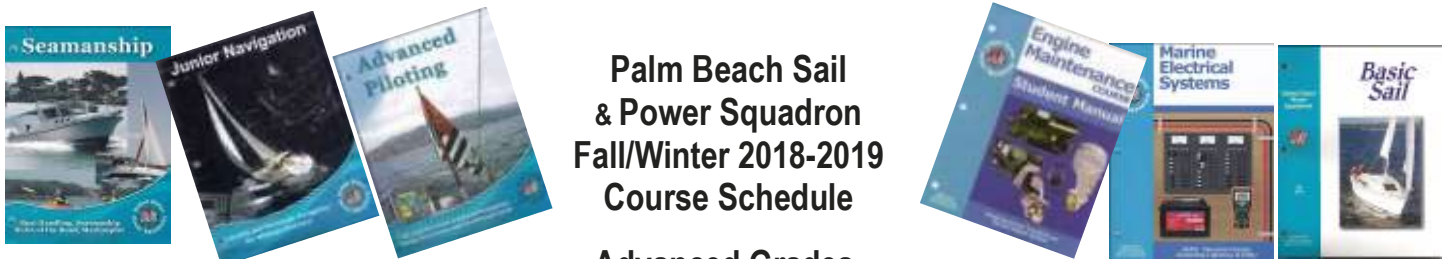 Seamanship
Junior Navigation
Advanced
Piloting
Palm Beach Sail
& Power Squadron
Fall/Winter 2018-2019
Course Schedule
Advanced Grades
Engine
Maintenance
COURSE
Student Manual
Marine
Electrical
Systems
Basic
Sail